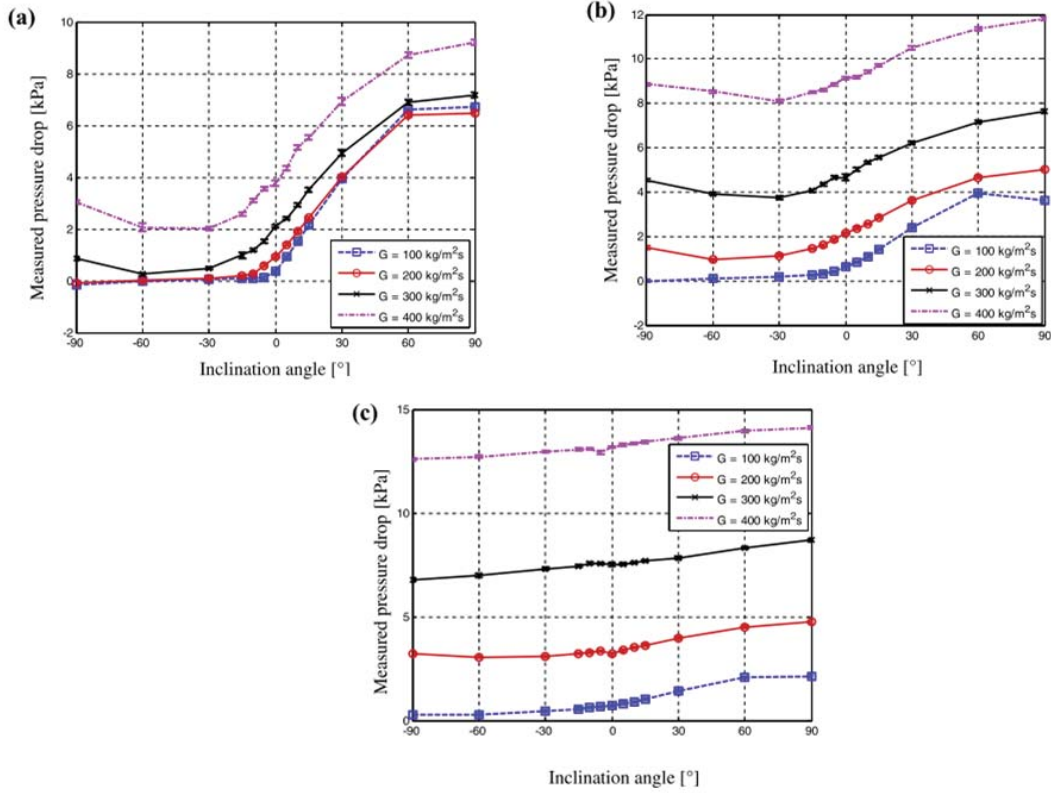 (a)
10
8
6
4
2
0
-2
Measured pressure drop [kPa]
G = 100 kg/m²s
G = 200 kg/m²s
G = 300 kg/m²s
G = 400 kg/m²s
-90 -60 -30 0 30 60 90
Inclination angle [°]
(b)
12
10
8
6
4
2
0
-2
Measured pressure drop [kPa]
G = 100 kg/m²s
G = 200 kg/m²s
G = 300 kg/m²s
G = 400 kg/m²s
-90 -60 -30 0 30 60 90
Inclination angle [°]
(c)
15
10
5
0
Measured pressure drop [kPa]
G = 100 kg/m²s
G = 200 kg/m²s
G = 300 kg/m²s
G = 400 kg/m²s
-90 -60 -30 0 30 60 90
Inclination angle [°]